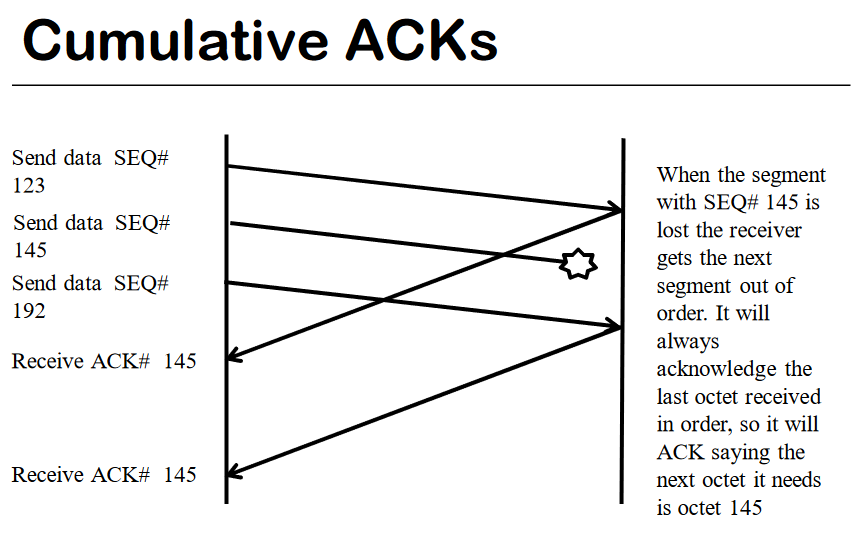 Cumulative ACKs
Send data SEQ#
123
Send data SEQ#
145
Send data SEQ#
192
Receive ACK# 145
Receive ACK# 145
When the segment
with SEQ# 145 is
lost the receiver
gets the next
segment out of
order. It will
always
acknowledge the
last octet received
in order, so it will
ACK saying the
next octet it needs
is octet 145